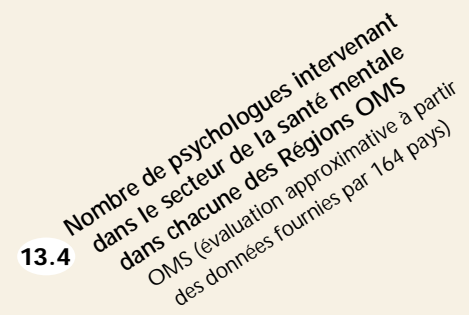 13.4
Nombre de psychologues intervenant
dans le secteur de la santé mentale
dans chacune des Régions OMS
OMS (évaluation approximative à partir
des données fournies par 164 pays)